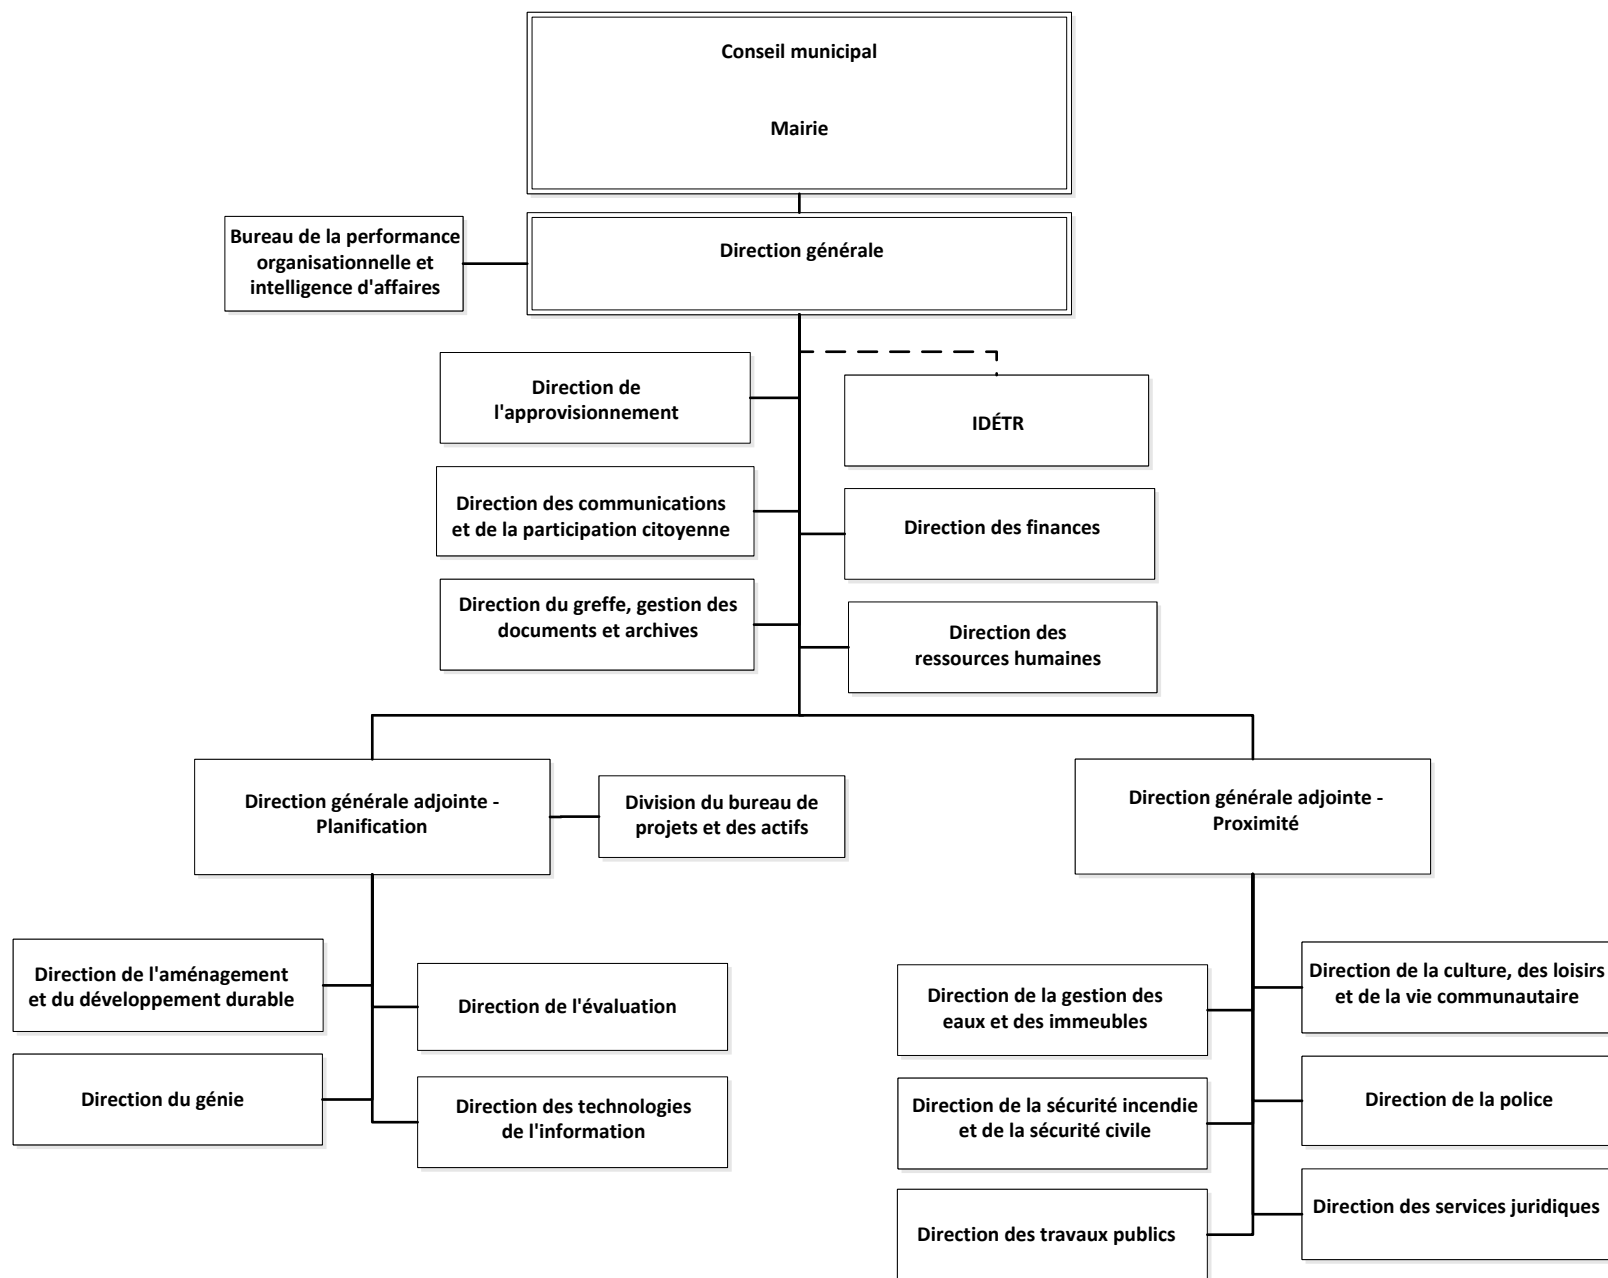 Conseil municipal
Mairie
Bureau de la performance
organisationnelle et
intelligence d'affaires
Direction générale
Direction de
l'approvisionnement
IDÉTR
Direction des communications
et de la participation citoyenne
Direction des finances
Direction du greffe, gestion des
documents et archives
Direction des
ressources humaines
Direction générale adjointe -
Planification
Division du bureau de
projets et des actifs
Direction générale adjointe -
Proximité
Direction de l'aménagement
et du développement durable
Direction de l'évaluation
Direction du génie
Direction des technologies
de l'information
Direction de la gestion des
eaux et des immeubles
Direction de la culture, des loisirs
et de la vie communautaire
Direction de la sécurité incendie
et de la sécurité civile
Direction de la police
Direction des travaux publics
Direction des services juridiques